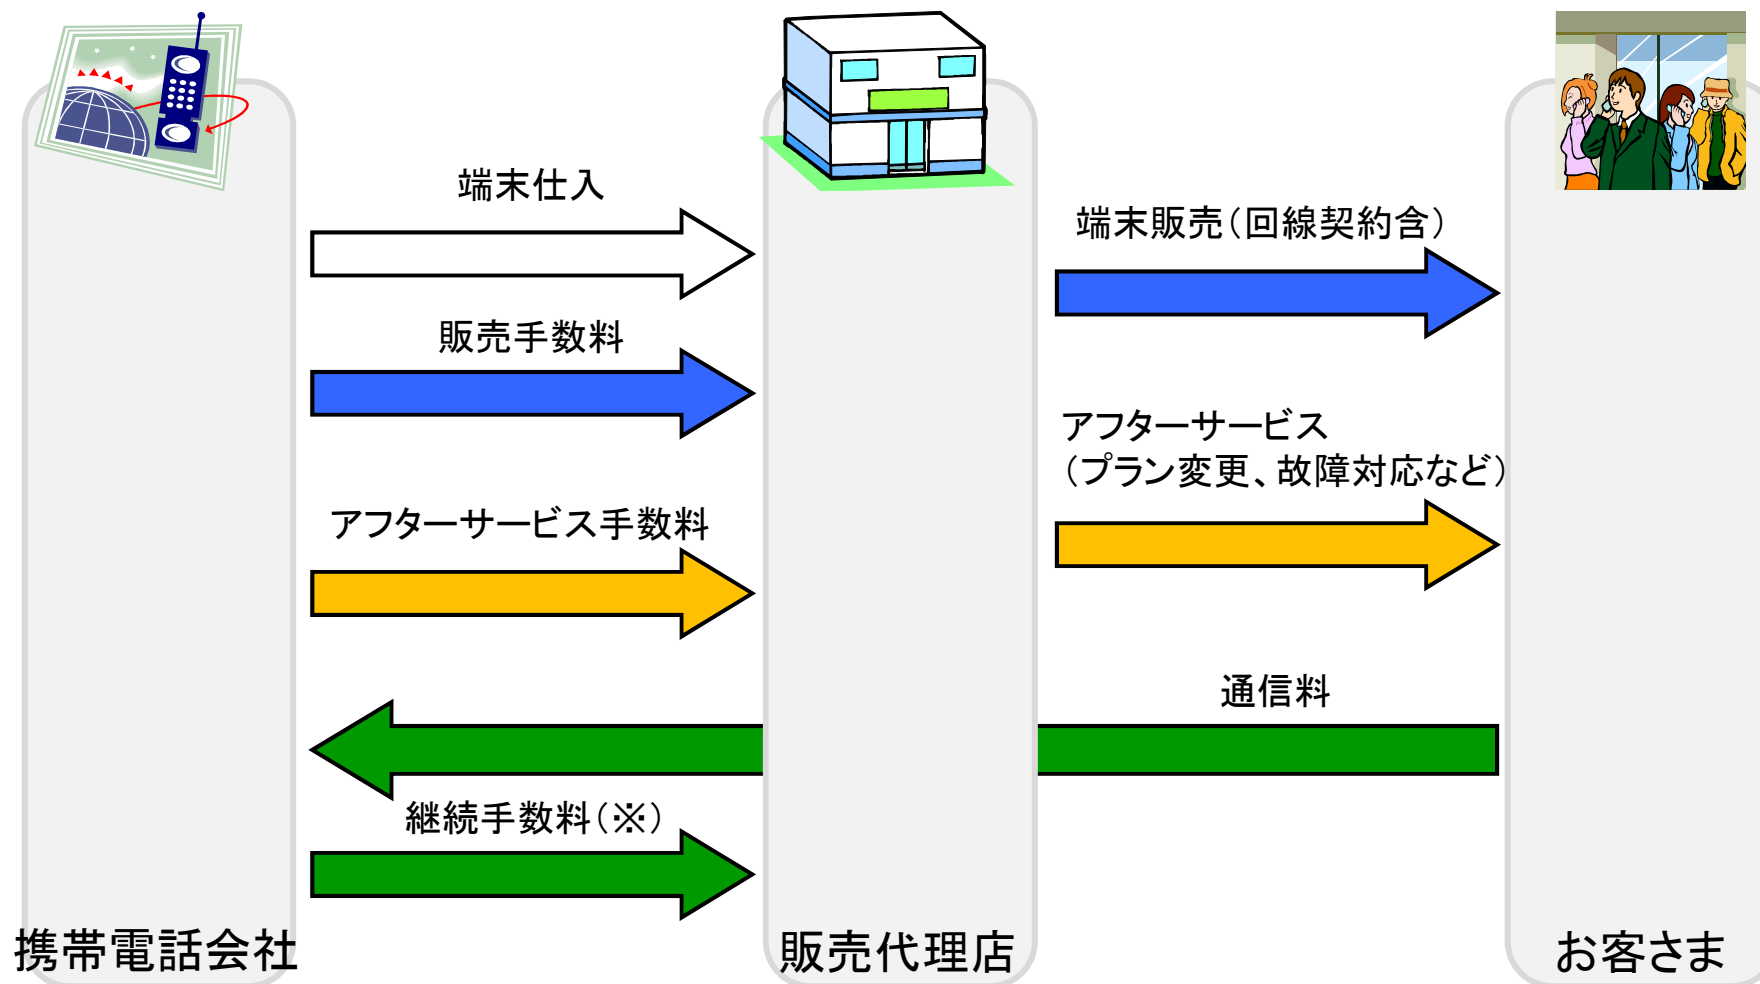 端末仕入
端末販売（回線契約含）
販売手数料
アフターサービス
（プラン変更、故障対応など）
アフターサービス手数料
通信料
継続手数料（※）
携帯電話会社
販売代理店
お客さま